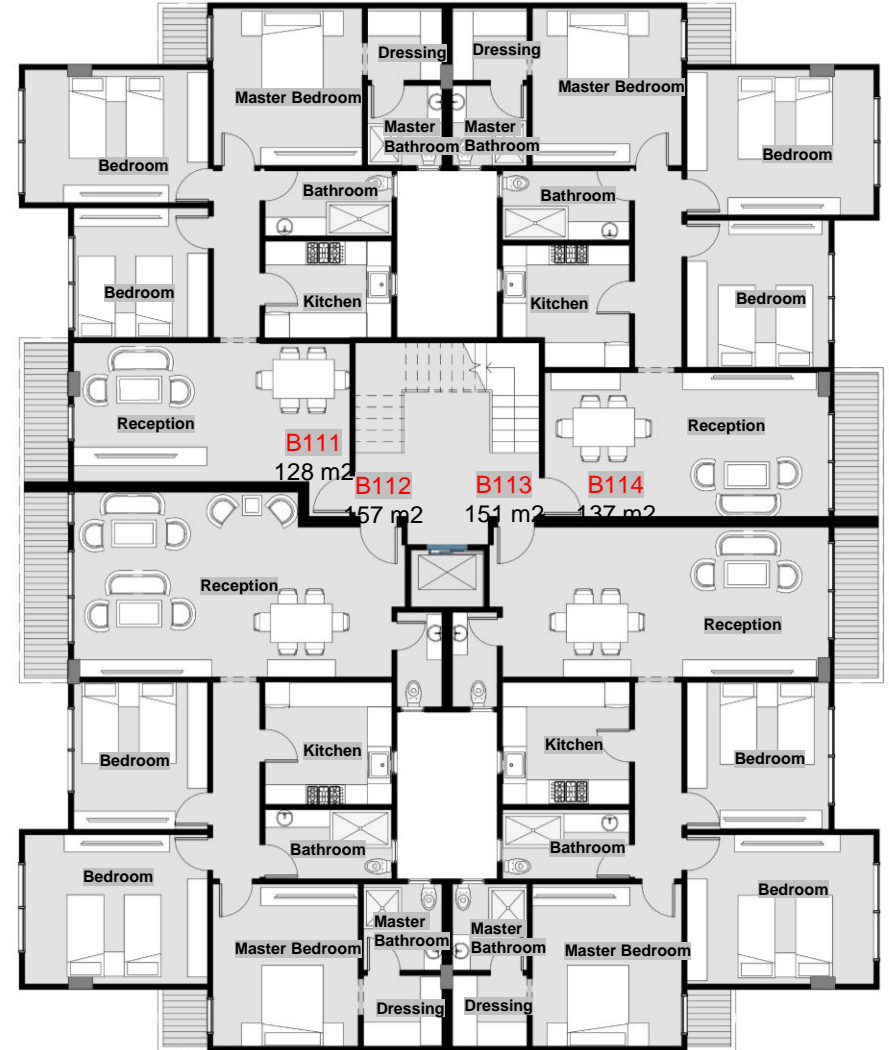 Dressing
Dressing
Master Bedroom
Master Bedroom
Master
Bathroom
Master
Bathroom
Bedroom
Bedroom
Bathroom
Bathroom
Bedroom
Kitchen
Kitchen
Bedroom
Reception
Reception
B111
128 m2
B112
157 m2
B113
151 m2
B114
137 m2
Reception
Reception
Bedroom
Kitchen
Kitchen
Bedroom
Bathroom
Bathroom
Bedroom
Bedroom
Master Bedroom
Master
Bathroom
Master
Bathroom
Master Bedroom
Dressing
Dressing